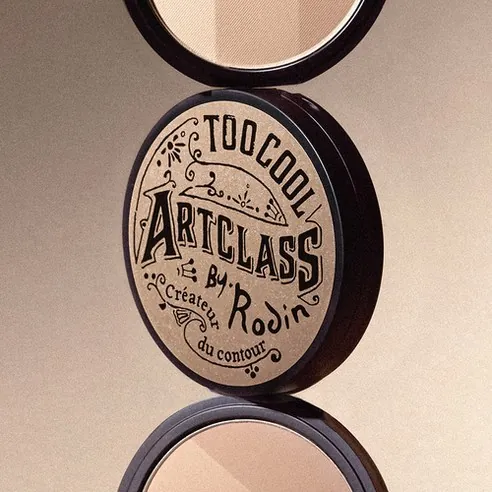 TOO COOL
ARTCLASS
By Rodin
Créateur
du contour